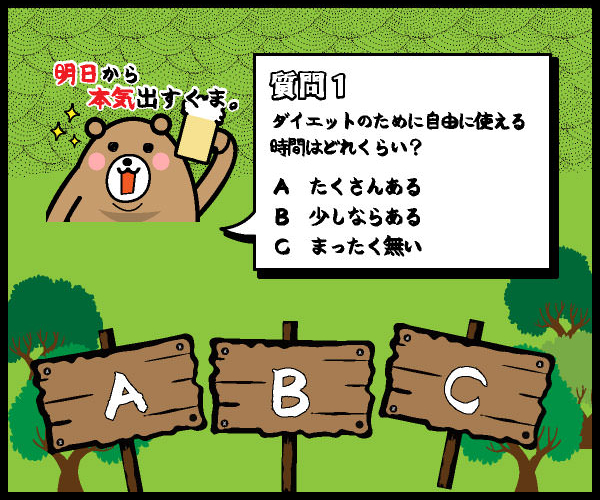 明日から
本気出すぐま。
質問1
ダイエットのために自由に使える
時間はどれくらい？
A たくさんある
B 少しならある
C まったく無い
A
B
C